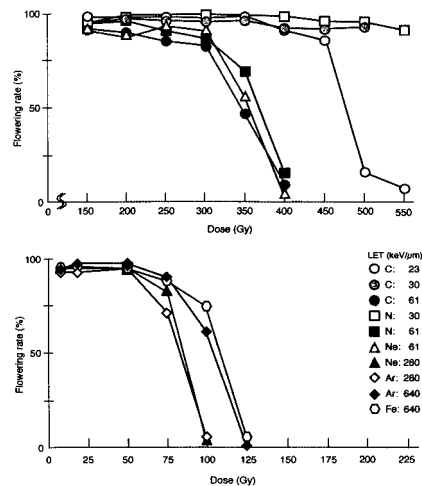 100
50
0
Flowering rate (%)
0 150 200 250 300 350 400 450 500 550
Dose (Gy)
100
50
0
Flowering rate (%)
0 25 50 75 100 125 150 175 200 225
Dose (Gy)
LET (keV/µm)
C: 23
C: 30
C: 61
N: 30
N: 61
Ne: 61
Ne: 260
Ar: 260
Ar: 640
Fe: 640